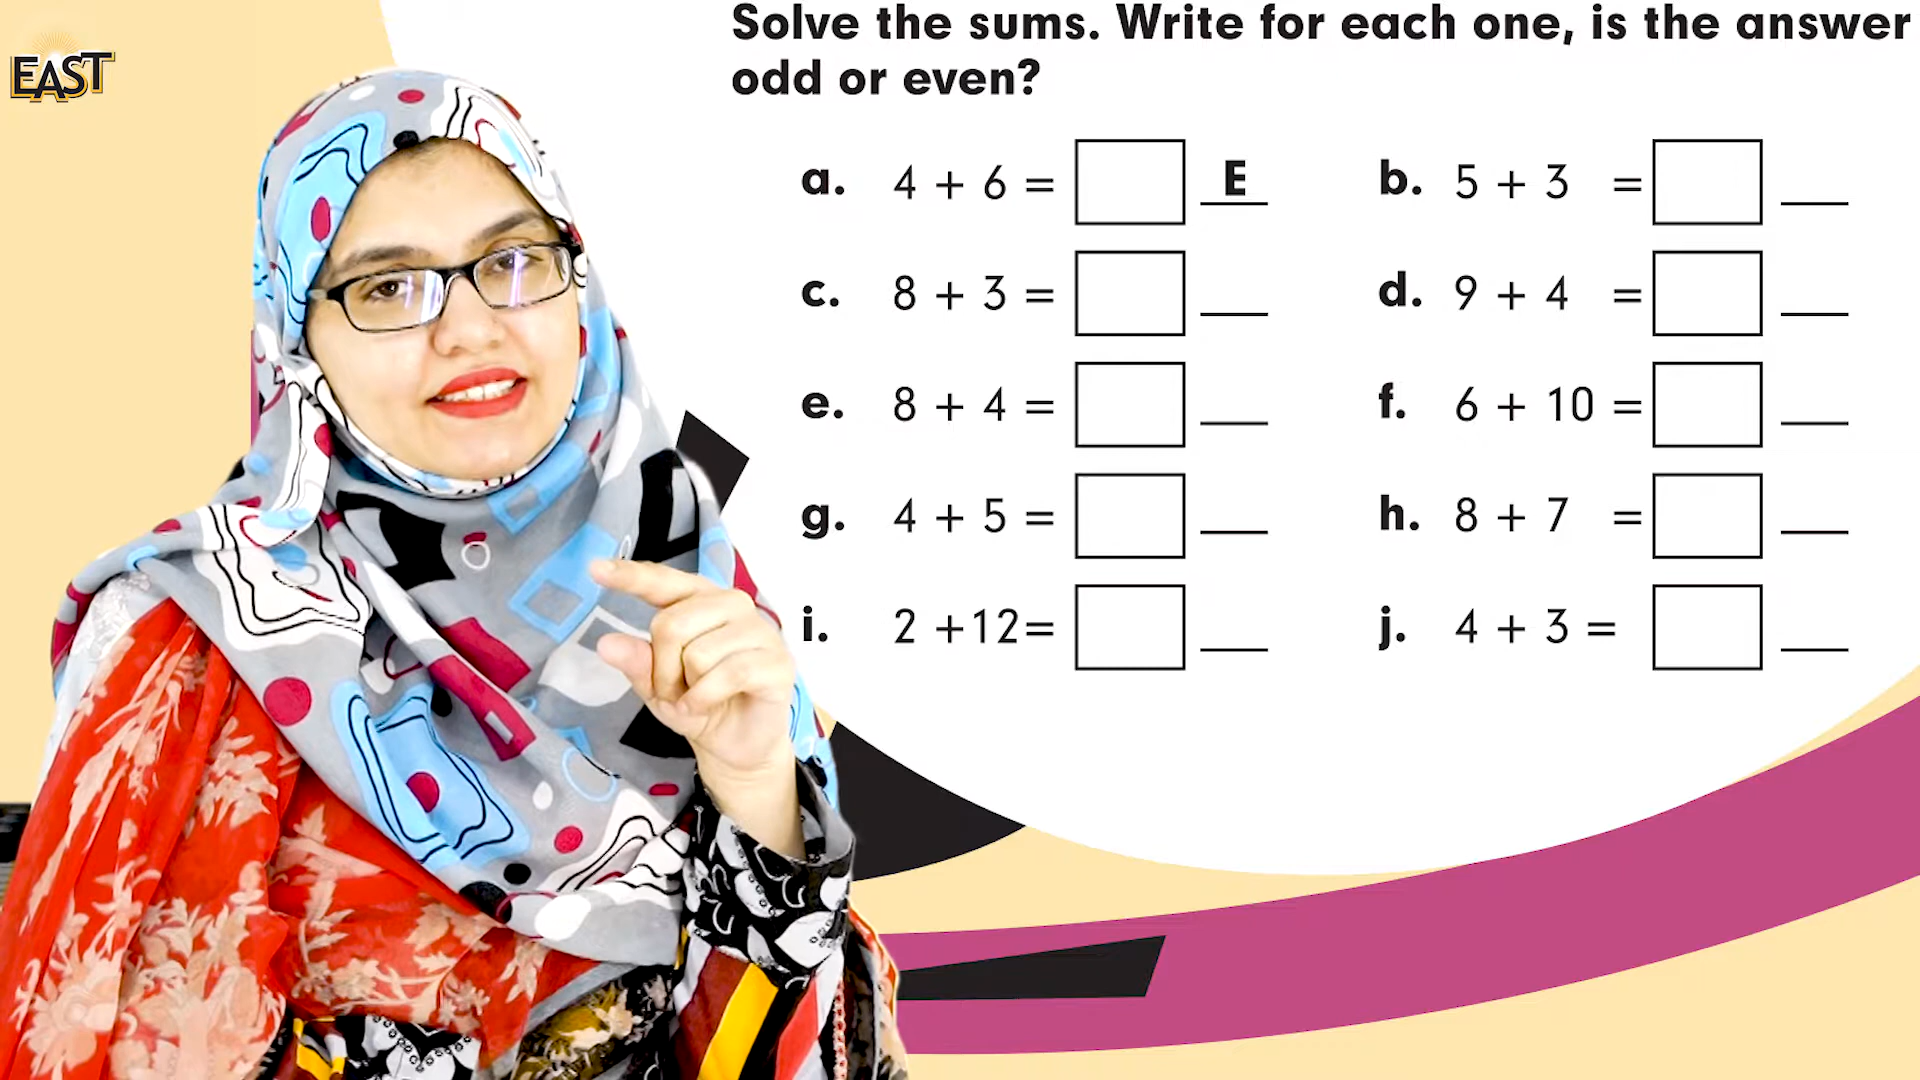 EAST
Solve the sums. Write for each one, is the answer
odd or even?
a. 4 + 6 = E
b. 5 + 3 =
c. 8 + 3 =
d. 9 + 4 =
e. 8 + 4 =
f. 6 + 10 =
g. 4 + 5 =
h. 8 + 7 =
i. 2 +12=
j. 4 + 3 =